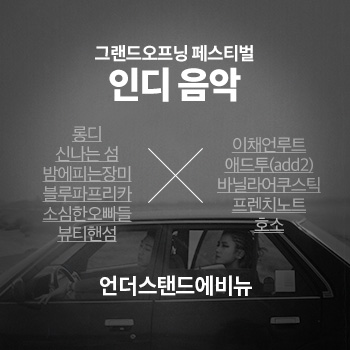 그랜드오프닝 페스티벌
인디 음악
롱디
신나는 섬
밤에피는장미
블루파프리카
소심한오빠들
뷰티핸섬
이채언루트
애드투(add2)
바닐라어쿠스틱
프렌치노트
호소
언더스탠드에비뉴